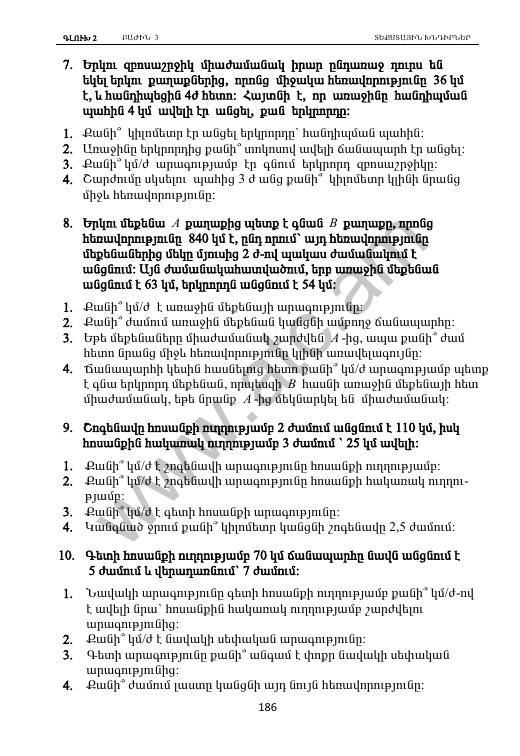 ԳԼՈՒԽ 2 ԲԱԺԻՆ 3 ՏԵՔՍՏԱՅԻՆ ԽՆԴԻՐՆԵՐ
7. Երկու զբոսաշրջիկ միաժամանակ իրար ընդառաջ դուրս են
եկել երկու քաղաքներից, որոնց միջակա հեռավորությունը 36 կմ
է, և հանդիպեցին 4ժ հետո: Հայտնի է, որ առաջինը հանդիպման
պահին 4 կմ ավելի էր անցել, քան երկրորդը:
1. Քանի՞ կիլոմետր էր անցել երկրորդը` հանդիպման պահին:
2. Առաջինը երկրորդից քանի՞ տոկոսով ավելի ճանապարհ էր անցել:
3. Քանի՞ կմ/ժ արագությամբ էր գնում երկրորդ զբոսաշրջիկը:
4. Շարժումը սկսելու պահից 3 ժ անց քանի՞ կիլոմետր կլինի նրանց
միջև հեռավորությունը:
8. Երկու մեքենա A քաղաքից պետք է գնան B քաղաքը, որոնց
հեռավորությունը 840 կմ է, ընդ որում` այդ հեռավորությունը
մեքենաներից մեկը մյուսից 2 ժ-ով պակաս ժամանակում է
անցնում: Այն ժամանակահատվածում, երբ առաջին մեքենան
անցնում է 63 կմ, երկրորդն անցնում է 54 կմ:
1. Քանի՞ կմ/ժ է առաջին մեքենայի արագությունը:
2. Քանի՞ ժամում առաջին մեքենան կանցնի ամբողջ ճանապարհը:
3. Եթե մեքենաները միաժամանակ շարժվեն A-ից, ապա քանի՞ ժամ
հետո նրանց միջև հեռավորությունը կլինի առավելագույնը:
4. Ճանապարհի կեսին հասնելուց հետո քանի՞ կմ/ժ արագությամբ պետք
է գնա երկրորդ մեքենան, որպեսզի B հասնի առաջին մեքենայի հետ
միաժամանակ, եթե նրանք A-ից մեկնարկել են միաժամանակ:
9. Շոգենավը հոսանքի ուղղությամբ 2 ժամում անցնում է 110 կմ, իսկ
հոսանքին հակառակ ուղղությամբ 3 ժամում ` 25 կմ ավելի:
1. Քանի՞ կմ/ժ է շոգենավի արագությունը հոսանքի ուղղությամբ:
2. Քանի՞ կմ/ժ է շոգենավի արագությունը հոսանքի հակառակ ուղղու-
թյամբ:
3. Քանի՞ կմ/ժ է գետի հոսանքի արագությունը:
4. Կանգնած ջրում քանի՞ կիլոմետր կանցնի շոգենավը 2,5 ժամում:
10. Գետի հոսանքի ուղղությամբ 70 կմ ճանապարհը նավն անցնում է
5 ժամում և վերադառնում` 7 ժամում:
1. Նավակի արագությունը գետի հոսանքի ուղղությամբ քանի՞ կմ/ժ-ով
է ավելի նրա` հոսանքին հակառակ ուղղությամբ շարժվելու
արագությունից:
2. Քանի՞ կմ/ժ է նավակի սեփական արագությունը:
3. Գետի արագությունը քանի՞ անգամ է փոքր նավակի սեփական
արագությունից:
4. Քանի՞ ժամում լաստը կանցնի այդ նույն հեռավորությունը:
www.atc.am
186